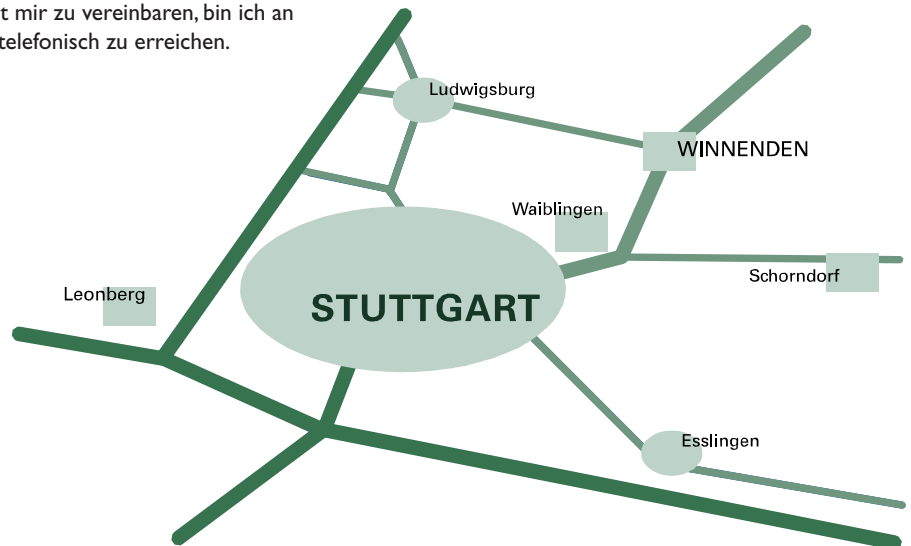 t mir zu vereinbaren, bin ich an
telefonisch zu erreichen.
Ludwigsburg
WINNENDEN
Waiblingen
Schorndorf
Leonberg
STUTTGART
Esslingen